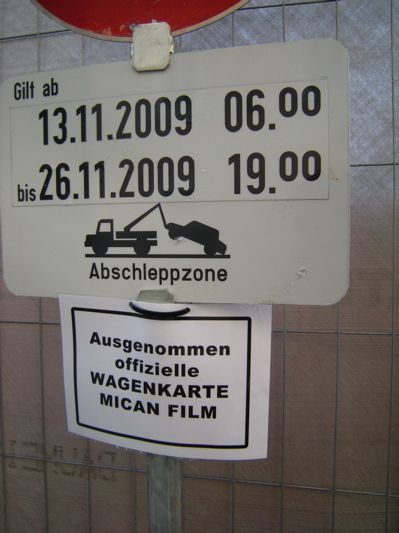 Gilt ab
13.11.2009 06.00
bis 26.11.2009 19.00
Abschleppzone
Ausgenommen
offizielle
WAGENKARTE
MICAN FILM